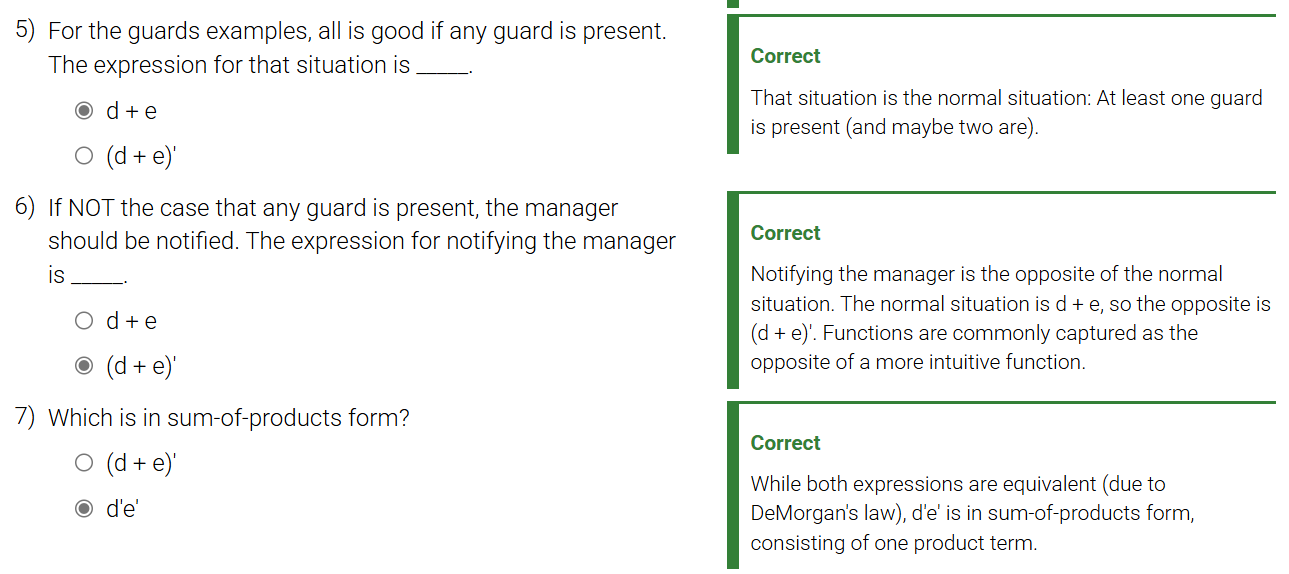 5) For the guards examples, all is good if any guard is present.
The expression for that situation is _____.
d + e
(d + e)'
Correct
That situation is the normal situation: At least one guard
is present (and maybe two are).
6) If NOT the case that any guard is present, the manager
should be notified. The expression for notifying the manager
is _____.
d + e
(d + e)'
Correct
Notifying the manager is the opposite of the normal
situation. The normal situation is d + e, so the opposite is
(d + e)'. Functions are commonly captured as the
opposite of a more intuitive function.
7) Which is in sum-of-products form?
(d + e)'
d'e'
Correct
While both expressions are equivalent (due to
DeMorgan's law), d'e' is in sum-of-products form,
consisting of one product term.